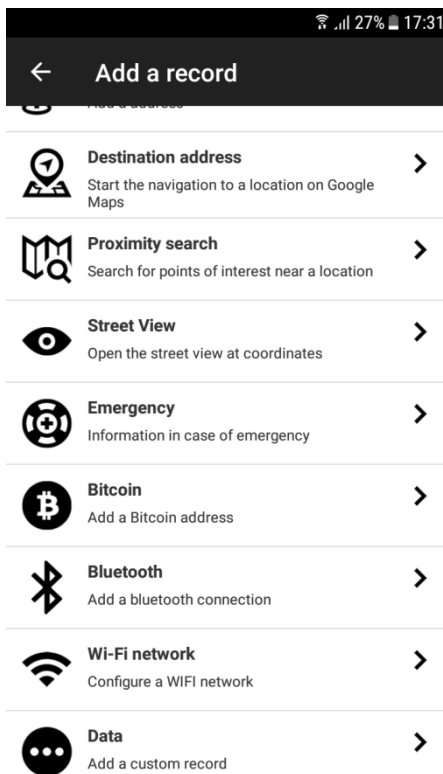 27% 17:31
Add a record
Add a address
Destination address
Start the navigation to a location on Google
Maps
Proximity search
Search for points of interest near a location
Street View
Open the street view at coordinates
Emergency
Information in case of emergency
Bitcoin
Add a Bitcoin address
Bluetooth
Add a bluetooth connection
Wi-Fi network
Configure a WIFI network
Data
Add a custom record